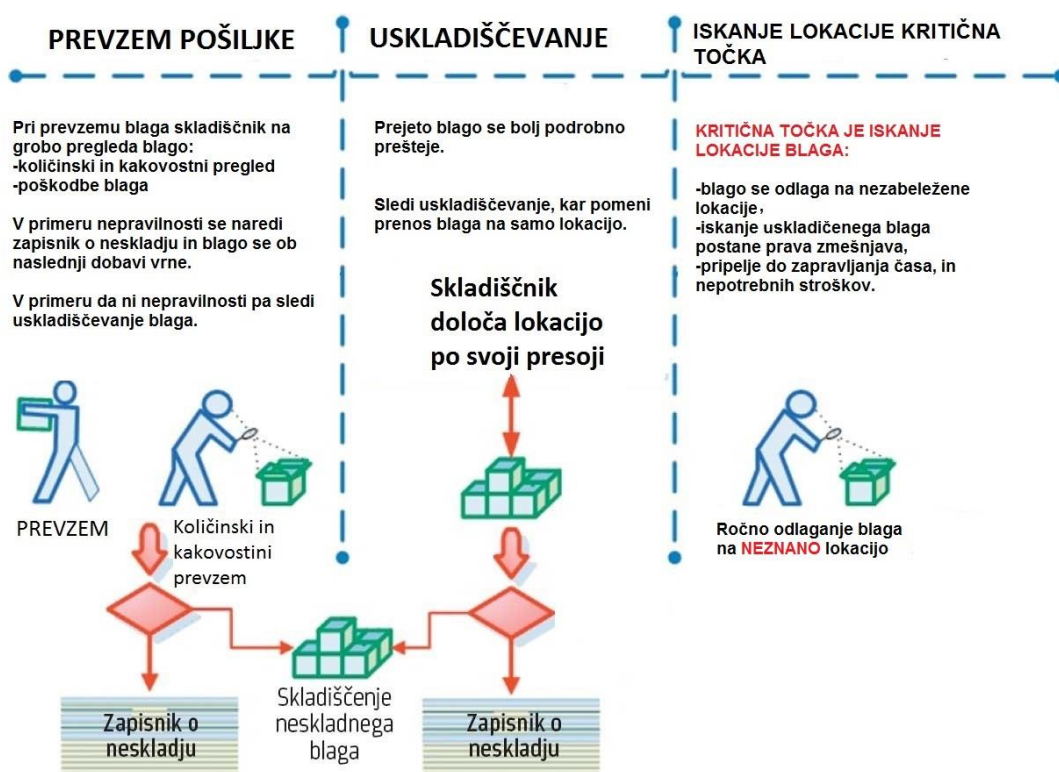 PREVZEM POŠILJKE
Pri prevzemu blaga skladiščnik na
grobo pregleda blago:
-količinski in kakovostni pregled
-poškodbe blaga
V primeru nepravilnosti se naredi
zapisnik o neskladju in blago se ob
naslednji dobavi vrne.
V primeru da ni nepravilnosti pa sledi
uskladiščevanje blaga.
PREVZEM
Količinski in
kakovostini
prevzem
Zapisnik o
neskladju
USKLADIŠČEVANJE
Prejeto blago se bolj podrobno
prešteje.
Sledi uskladiščevanje, kar pomeni
prenos blaga na samo lokacijo.
Skladiščnik
določa lokacijo
po svoji presoji
Skladiščenje
neskladnega
blaga
Zapisnik o
neskladju
ISKANJE LOKACIJE KRITIČNA
TOČKA
KRITIČNA TOČKA JE ISKANJE
LOKACIJE BLAGA:
-blago se odlaga na nezabeležene
lokacije,
-iskanje uskladičenega blaga
postane prava zmešnjava,
-pripelje do zapravljanja časa, in
nepotrebnih stroškov.
Ročno odlaganje blaga
na NEZNANO lokacijo